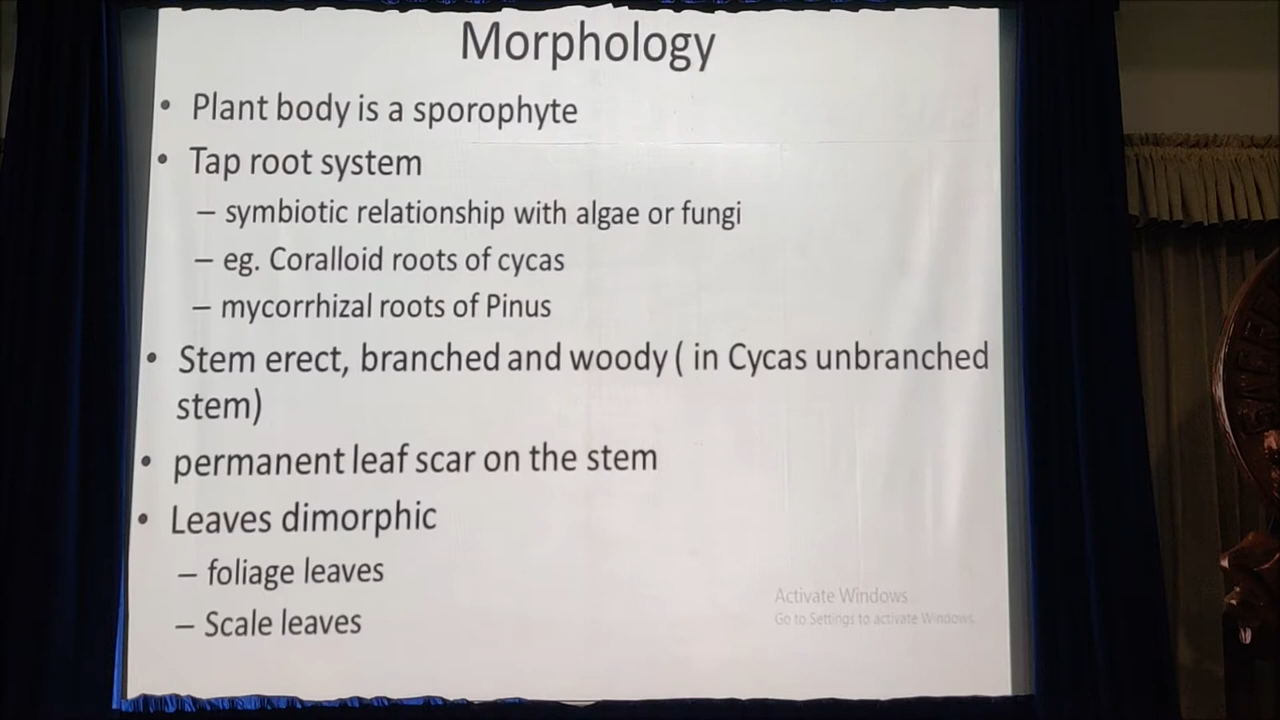 Morphology
• Plant body is a sporophyte
• Tap root system
– symbiotic relationship with algae or fungi
– eg. Coralloid roots of cycas
– mycorrhizal roots of Pinus
• Stem erect, branched and woody ( in Cycas unbranched
stem)
• permanent leaf scar on the stem
• Leaves dimorphic
– foliage leaves
– Scale leaves
Activate Windows
Go to Settings to activate Windows.